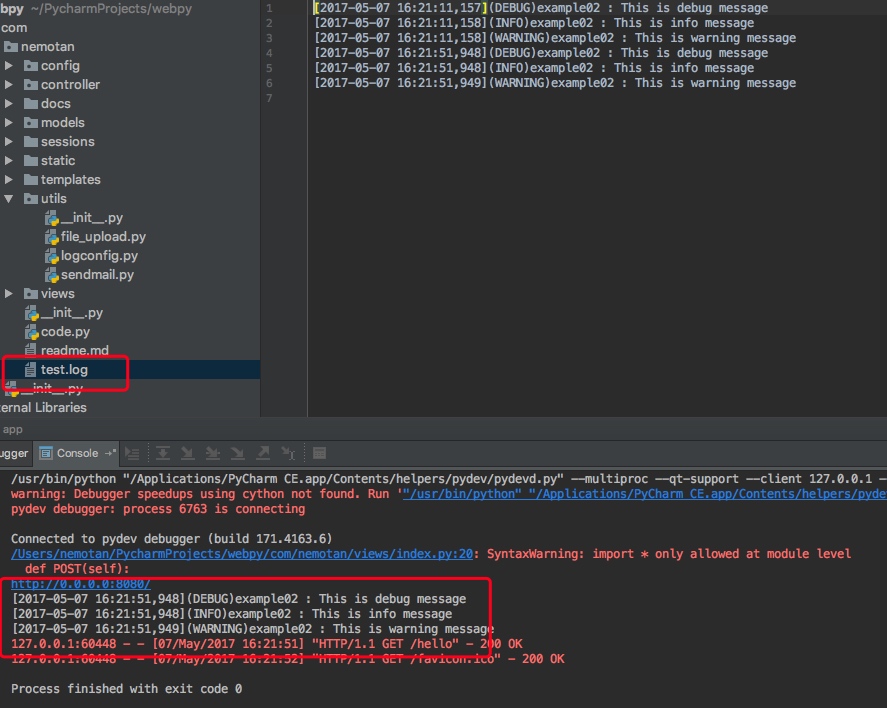 bpy ~/PycharmProjects/webpy
com
nemotan
config
controller
docs
models
sessions
static
templates
utils
__init__.py
file_upload.py
logconfig.py
sendmail.py
views
__init__.py
code.py
readme.md
test.log
__init__.py
ernal Libraries
1 [2017-05-07 16:21:11,157](DEBUG)example02 : This is debug message
2 [2017-05-07 16:21:11,158](INFO)example02 : This is info message
3 [2017-05-07 16:21:11,158](WARNING)example02 : This is warning message
4 [2017-05-07 16:21:51,948](DEBUG)example02 : This is debug message
5 [2017-05-07 16:21:51,948](INFO)example02 : This is info message
6 [2017-05-07 16:21:51,949](WARNING)example02 : This is warning message
7
app
ugger Console
/usr/bin/python "/Applications/PyCharm CE.app/Contents/helpers/pydev/pydevd.py" --multiproc --qt-support --client 127.0.0.1 -
warning: Debugger speedups using cython not found. Run '"/usr/bin/python" "/Applications/PyCharm CE.app/Contents/helpers/pyde
pydev debugger: process 6763 is connecting
Connected to pydev debugger (build 171.4163.6)
/Users/nemotan/PycharmProjects/webpy/com/nemotan/views/index.py:20: SyntaxWarning: import * only allowed at module level
def POST(self):
http://0.0.0.0:8080/
[2017-05-07 16:21:51,948](DEBUG)example02 : This is debug message
[2017-05-07 16:21:51,948](INFO)example02 : This is info message
[2017-05-07 16:21:51,949](WARNING)example02 : This is warning message
127.0.0.1:60448 - - [07/May/2017 16:21:51] "HTTP/1.1 GET /hello" - 200 OK
127.0.0.1:60448 - - [07/May/2017 16:21:52] "HTTP/1.1 GET /favicon.ico" - 200 OK
Process finished with exit code 0